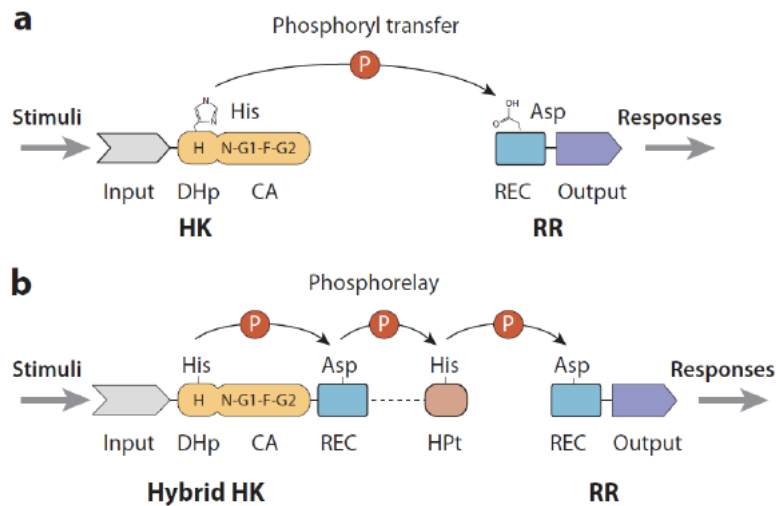 a
Phosphoryl transfer
P
Stimuli
His
OH
O
Asp
Responses
N
N
H
N-G1-F-G2
Input
DHp
CA
REC
Output
HK
RR
b
Phosphorelay
P
P
P
Stimuli
His
Asp
His
Asp
Responses
H
N-G1-F-G2
Input
DHp
CA
REC
HPt
REC
Output
Hybrid HK
RR